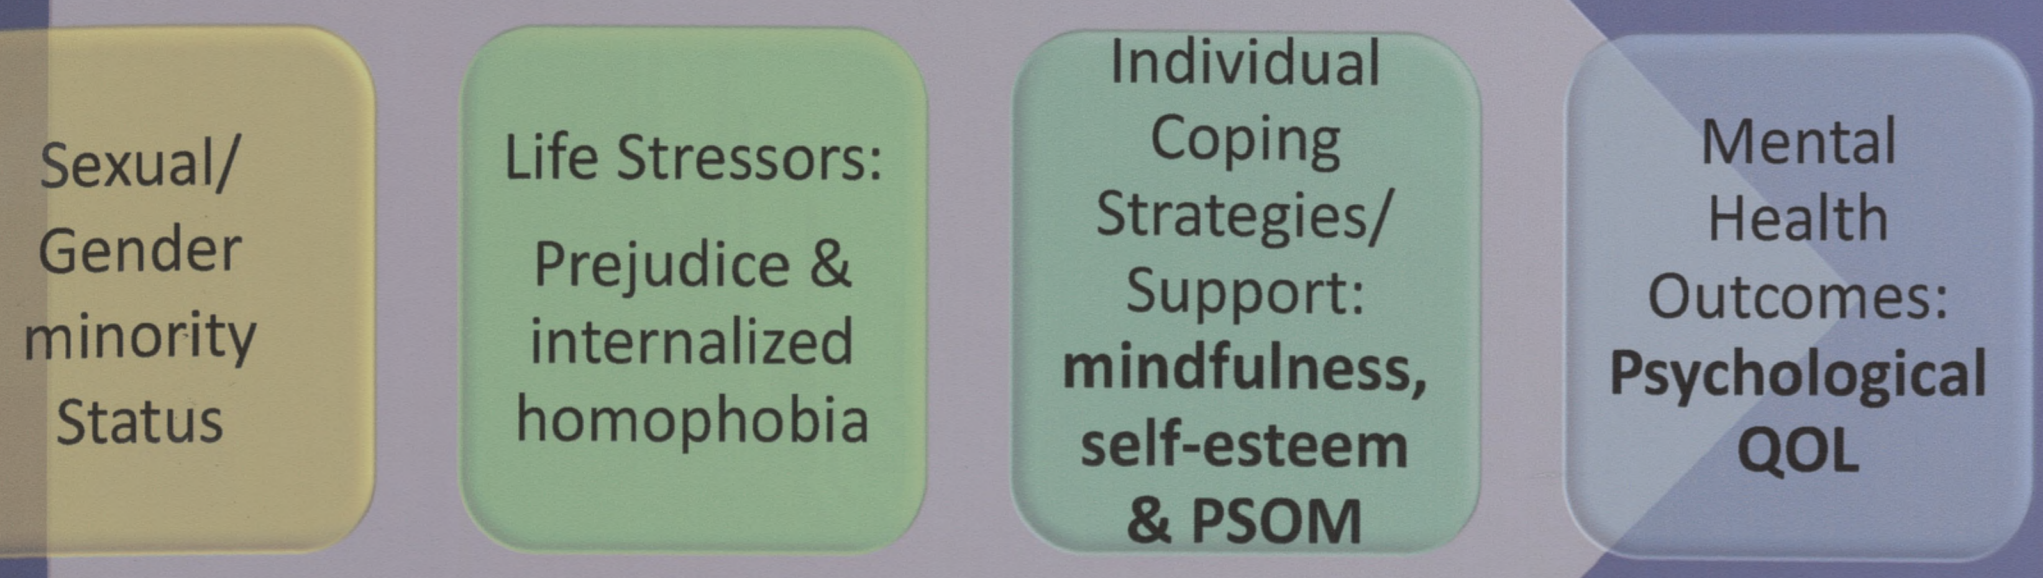 Sexual/
Gender
minority
Status
Life Stressors:
Prejudice &
internalized
homophobia
Individual
Coping
Strategies/
Support:
mindfulness,
self-esteem
& PSOM
Mental
Health
Outcomes:
Psychological
QOL